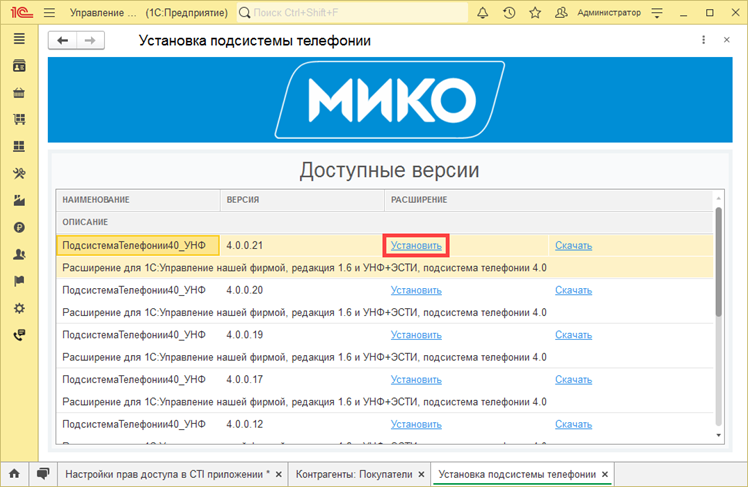 1С Управление ... (1С:Предприятие) Поиск Ctrl+Shift+F Администратор
Установка подсистемы телефонии
МИКО
Доступные версии
НАИМЕНОВАНИЕ ВЕРСИЯ РАСШИРЕНИЕ
ОПИСАНИЕ
ПодсистемаТелефонии40_УНФ 4.0.0.21 Установить Скачать
Расширение для 1С:Управление нашей фирмой, редакция 1.6 и УНФ+ЭСТИ, подсистема телефонии 4.0
ПодсистемаТелефонии40_УНФ 4.0.0.20 Установить Скачать
Расширение для 1С:Управление нашей фирмой, редакция 1.6 и УНФ+ЭСТИ, подсистема телефонии 4.0
ПодсистемаТелефонии40_УНФ 4.0.0.19 Установить Скачать
Расширение для 1С:Управление нашей фирмой, редакция 1.6 и УНФ+ЭСТИ, подсистема телефонии 4.0
ПодсистемаТелефонии40_УНФ 4.0.0.17 Установить Скачать
Расширение для 1С:Управление нашей фирмой, редакция 1.6 и УНФ+ЭСТИ, подсистема телефонии 4.0
ПодсистемаТелефонии40_УНФ 4.0.0.12 Установить Скачать
Настройки прав доступа в CTI приложении * Контрагенты: Покупатели Установка подсистемы телефонии